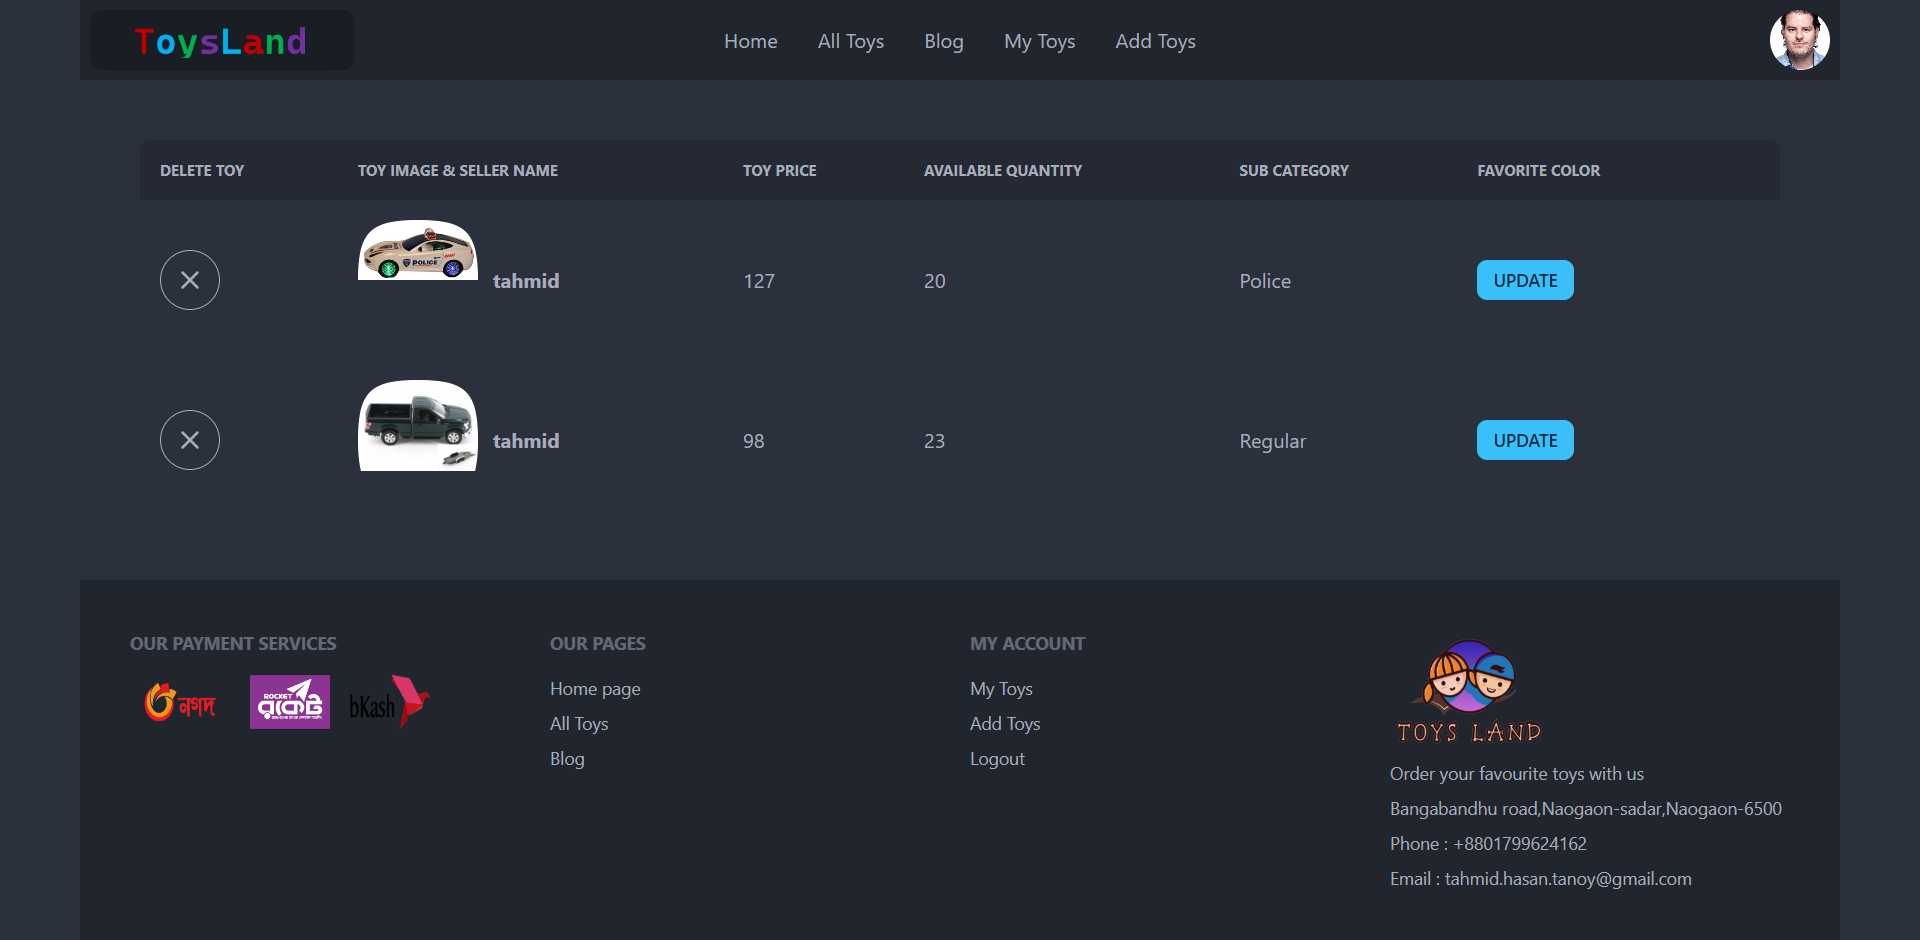 ToysLand
Home All Toys Blog My Toys Add Toys
DELETE TOY TOY IMAGE & SELLER NAME TOY PRICE AVAILABLE QUANTITY SUB CATEGORY FAVORITE COLOR
POLICE
tahmid 127 20 Police UPDATE
tahmid 98 23 Regular UPDATE
OUR PAYMENT SERVICES
নগদ
ROCKET
রকেট
bKash
OUR PAGES
Home page
All Toys
Blog
MY ACCOUNT
My Toys
Add Toys
Logout
TOYS LAND
Order your favourite toys with us
Bangabandhu road,Naogaon-sadar,Naogaon-6500
Phone : +8801799624162
Email : tahmid.hasan.tanoy@gmail.com